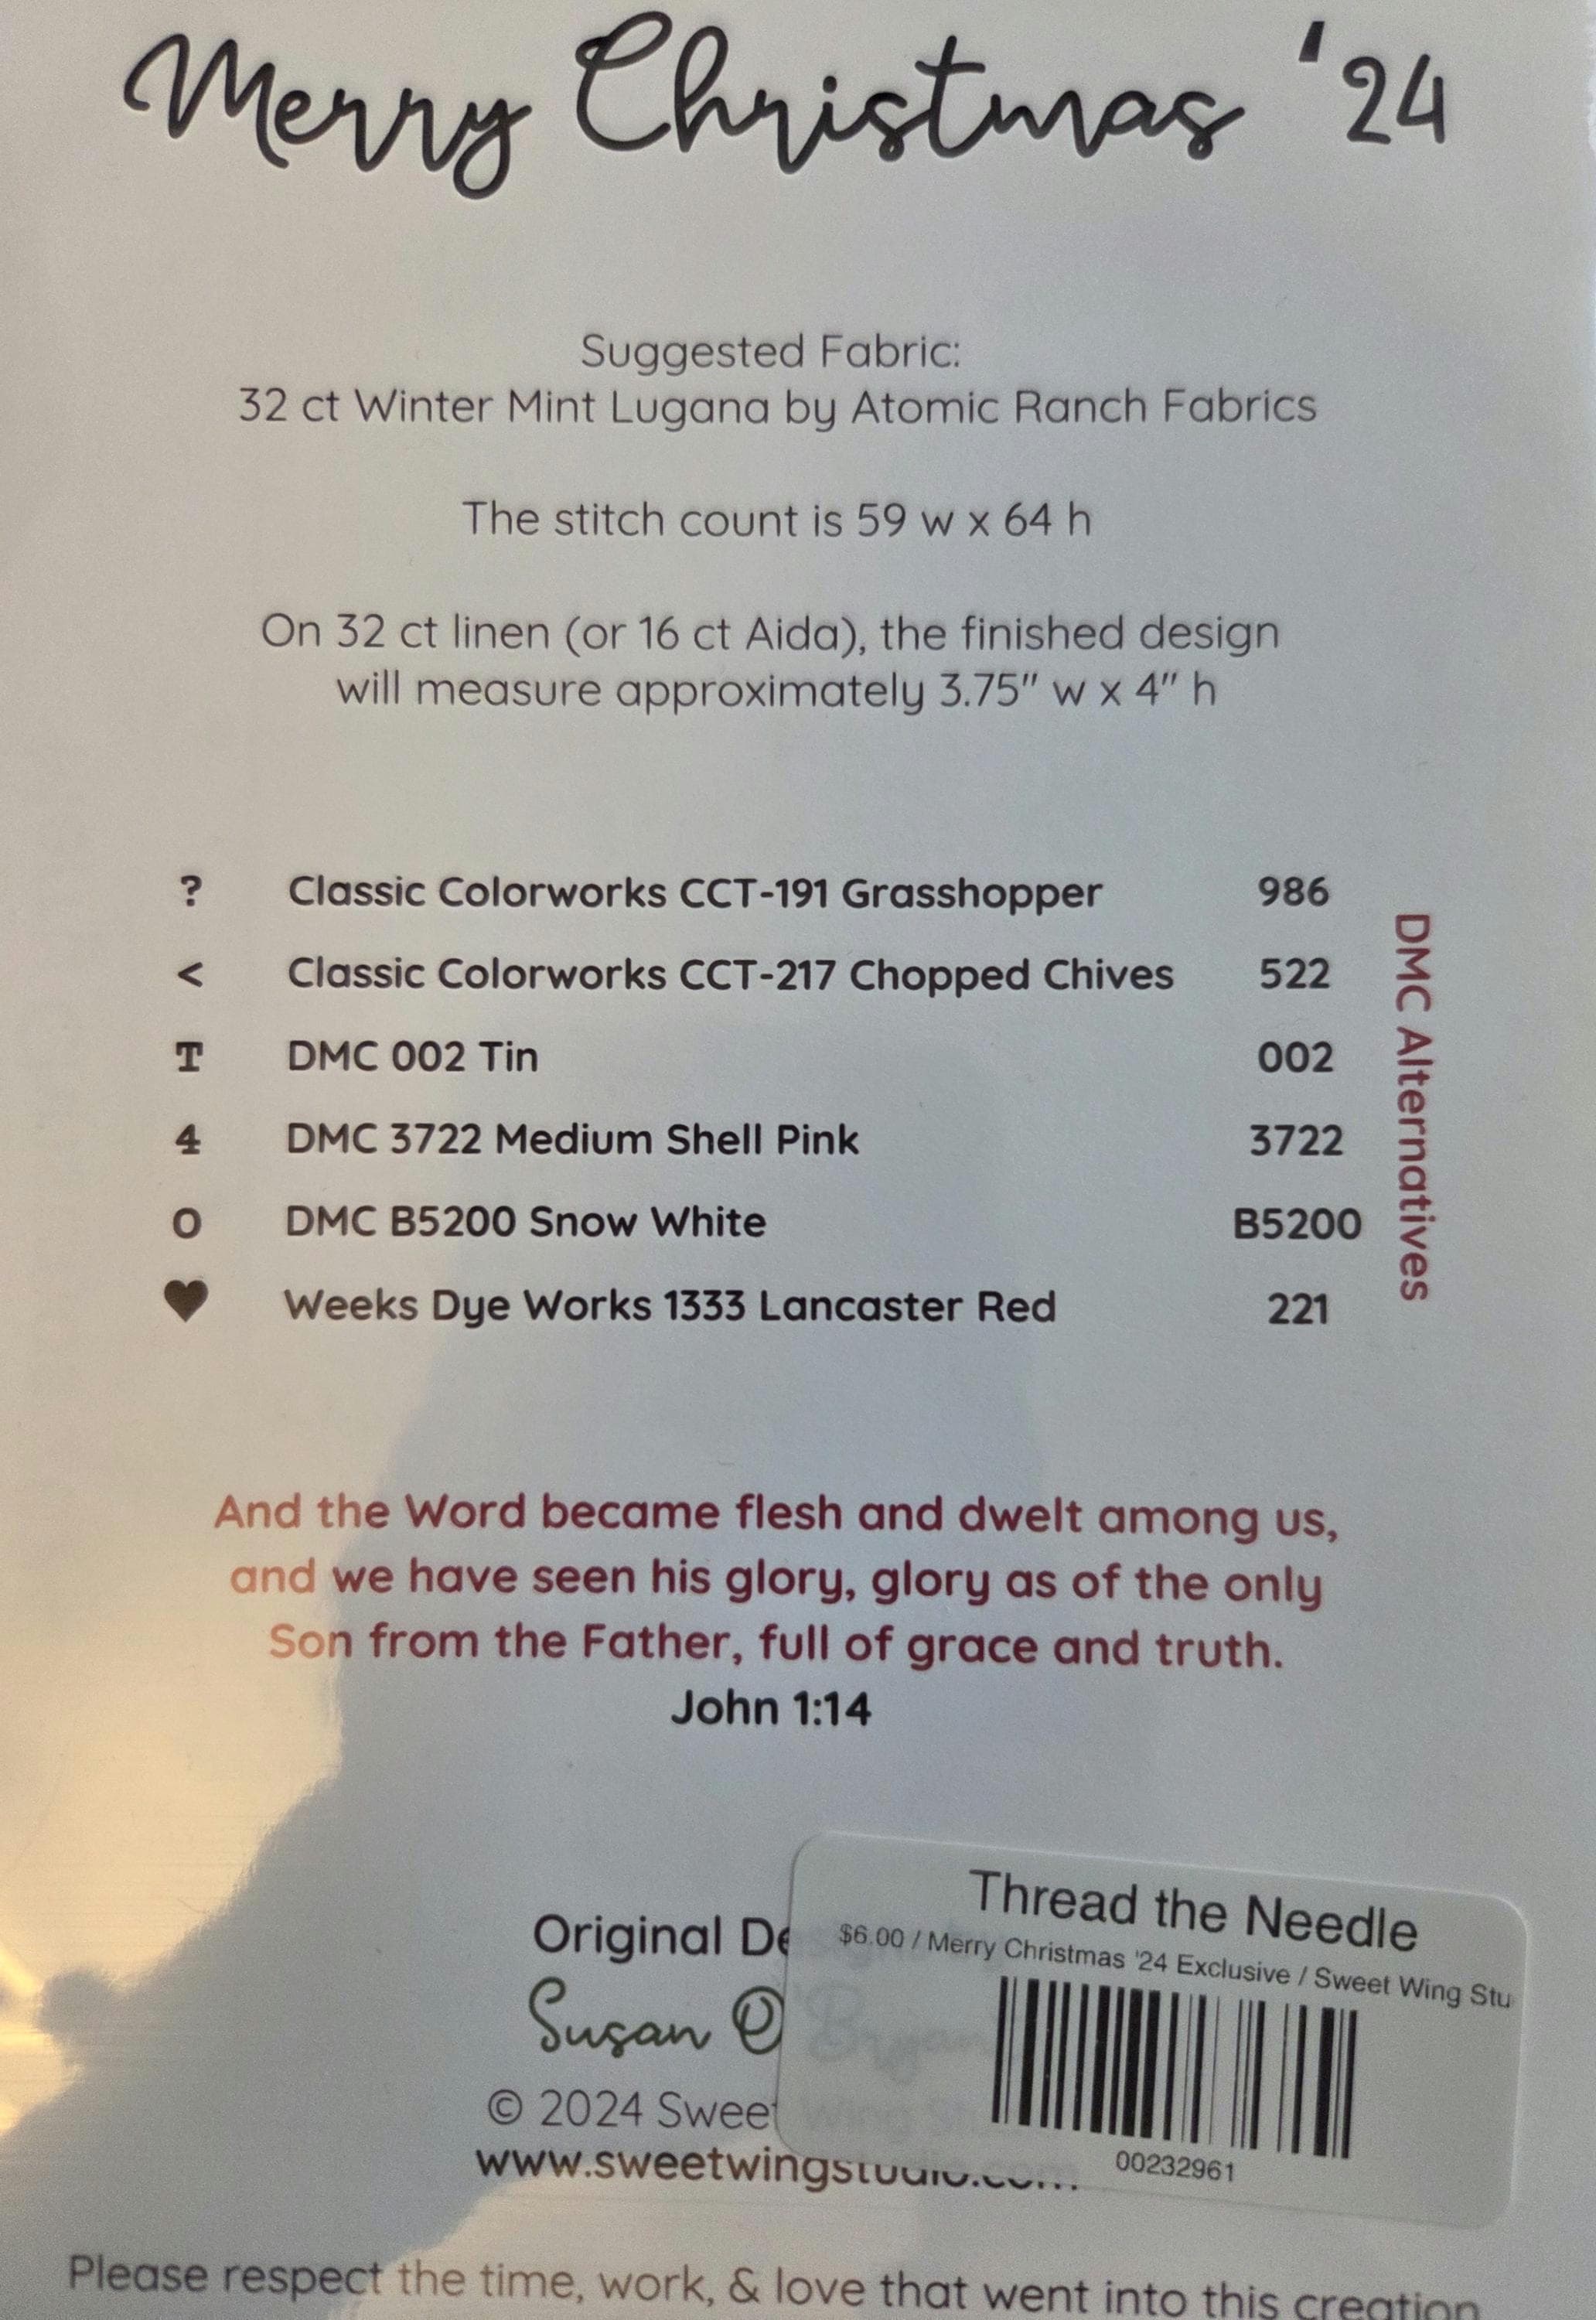 Merry Christmas '24
Suggested Fabric:
32 ct Winter Mint Lugana by Atomic Ranch Fabrics
The stitch count is 59 w x 64 h
On 32 ct linen (or 16 ct Aida), the finished design
will measure approximately 3.75" w x 4" h
? Classic Colorworks CCT-191 Grasshopper 986
< Classic Colorworks CCT-217 Chopped Chives 522
T DMC 002 Tin 002
4 DMC 3722 Medium Shell Pink 3722
O DMC B5200 Snow White B5200
♥ Weeks Dye Works 1333 Lancaster Red 221
DMC Alternatives
And the Word became flesh and dwelt among us,
and we have seen his glory, glory as of the only
Son from the Father, full of grace and truth.
John 1:14
Original
Susan O'Bryan
© 2024 Sweet Wing
www.sweetwingstudio.com
Thread the Needle
$6.00 / Merry Christmas '24 Exclusive / Sweet Wing Stu
00232961
Please respect the time, work, & love that went into this creation